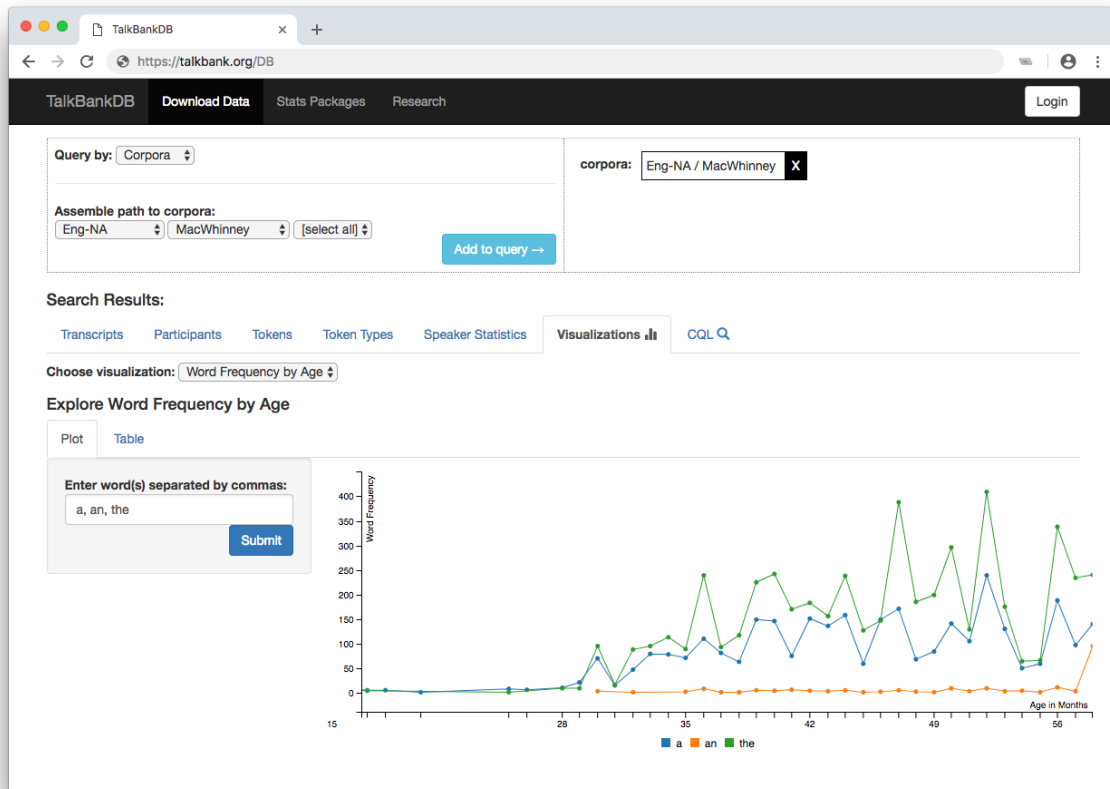 TalkBankDB
https://talkbank.org/DB
TalkBankDB Download Data Stats Packages Research Login
Query by: Corpora
corpora: Eng-NA / MacWhinney X
Assemble path to corpora:
Eng-NA MacWhinney [select all]
Add to query →
Search Results:
Transcripts Participants Tokens Token Types Speaker Statistics Visualizations CQL
Choose visualization: Word Frequency by Age
Explore Word Frequency by Age
Plot Table
Enter word(s) separated by commas:
a, an, the
Submit
Word Frequency
400
350
300
250
200
150
100
50
0
Age in Months
15 28 35 42 49 56
a an the